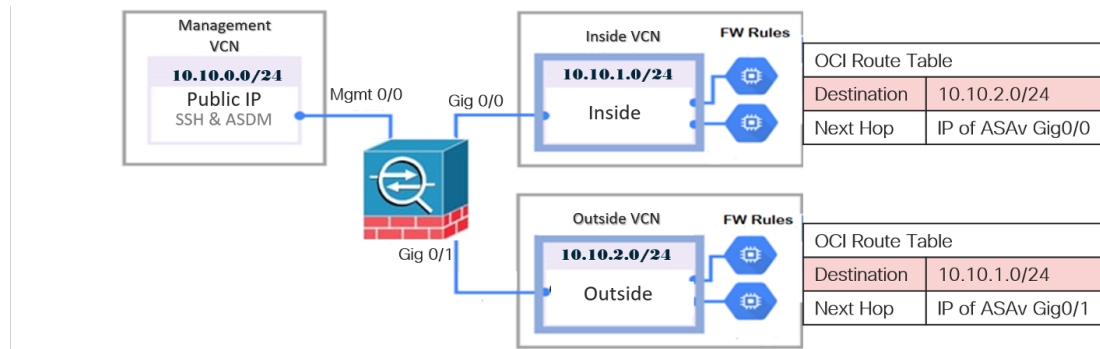 Management
VCN
10.10.0.0/24
Public IP
SSH & ASDM
Mgmt 0/0
Gig 0/0
Gig 0/1
Inside VCN
10.10.1.0/24
Inside
FW Rules
OCI Route Table
Destination 10.10.2.0/24
Next Hop IP of ASAv Gig0/0
Outside VCN
10.10.2.0/24
Outside
FW Rules
OCI Route Table
Destination 10.10.1.0/24
Next Hop IP of ASAv Gig0/1